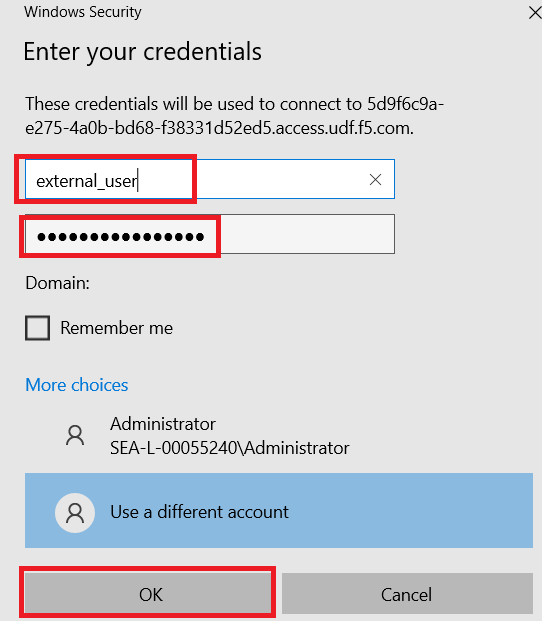 Windows Security
Enter your credentials
These credentials will be used to connect to 5d9f6c9a-
e275-4a0b-bd68-f38331d52ed5.access.udf.f5.com.
external_user
••••••••••••••••
Domain:
Remember me
More choices
Administrator
SEA-L-00055240\Administrator
Use a different account
OK Cancel